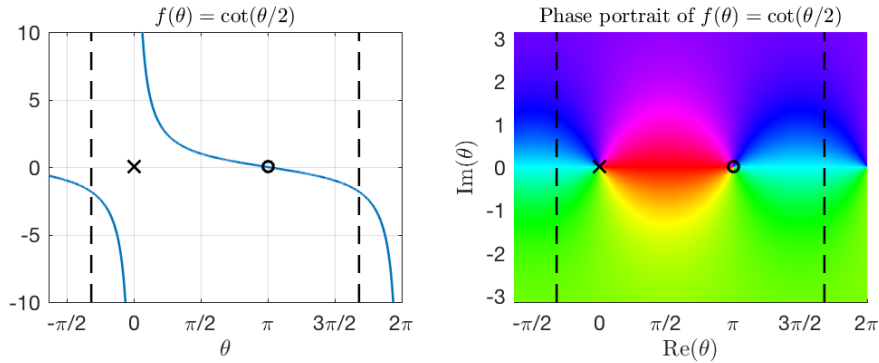 f(θ) = cot(θ/2)
10
5
0
-5
-10
-π/2 0 π/2 π 3π/2 2π
θ
Phase portrait of f(θ) = cot(θ/2)
Im(θ)
3
2
1
0
-1
-2
-3
-π/2 0 π/2 π 3π/2 2π
Re(θ)